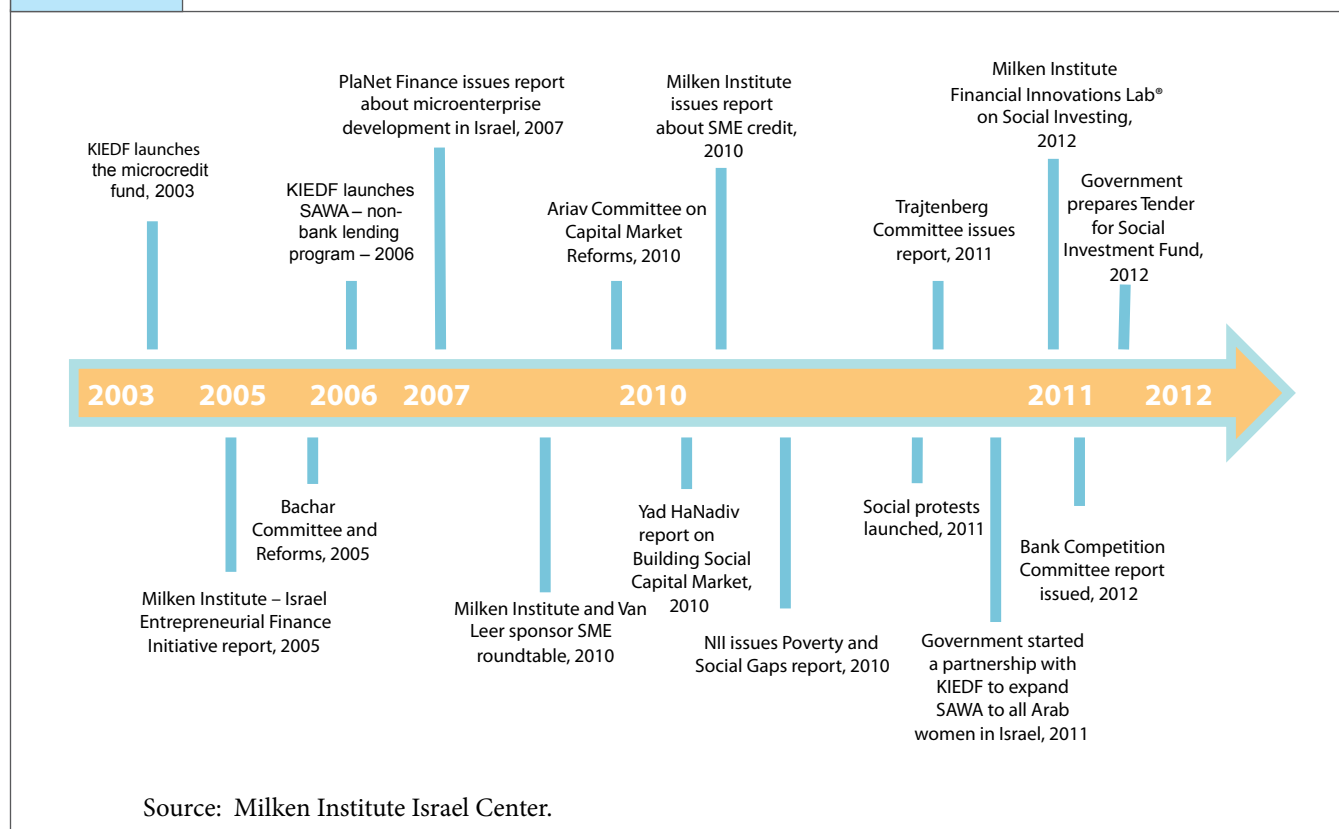 KIEDF launches
the microcredit
fund, 2003
KIEDF launches
SAWA – non-
bank lending
program – 2006
PlaNet Finance issues report
about microenterprise
development in Israel, 2007
Ariav Committee on
Capital Market
Reforms, 2010
Milken Institute
issues report
about SME credit,
2010
Trajtenberg
Committee issues
report, 2011
Milken Institute
Financial Innovations Lab®
on Social Investing,
2012
Government
prepares Tender
for Social
Investment Fund,
2012
2003 2005 2006 2007 2010 2011 2012
Milken Institute – Israel
Entrepreneurial Finance
Initiative report, 2005
Bachar
Committee and
Reforms, 2005
Milken Institute and Van
Leer sponsor SME
roundtable, 2010
Yad HaNadiv
report on
Building Social
Capital Market,
2010
NII issues Poverty and
Social Gaps report, 2010
Social protests
launched, 2011
Government started
a partnership with
KIEDF to expand
SAWA to all Arab
women in Israel, 2011
Bank Competition
Committee report
issued, 2012
Source: Milken Institute Israel Center.